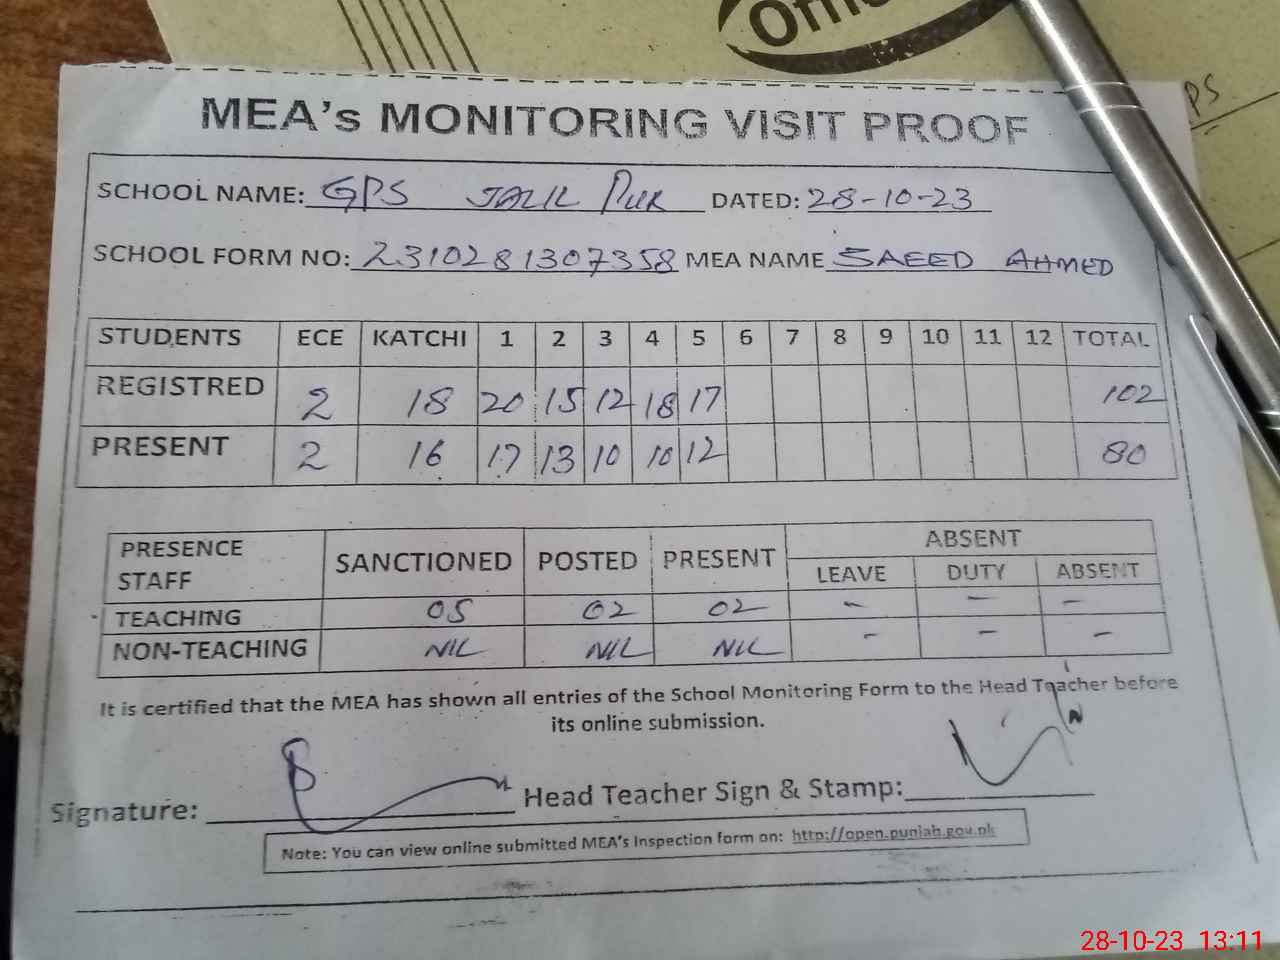 PS
MEA's MONITORING VISIT PROOF
SCHOOL NAME: GPS JALIL PUR DATED: 28-10-23
SCHOOL FORM NO: 2310281307358 MEA NAME SAEED AHMED
STUDENTS ECE KATCHI 1 2 3 4 5 6 7 8 9 10 11 12 TOTAL
REGISTRED 2 18 20 15 12 18 17 102
PRESENT 2 16 17 13 10 10 12 80
PRESENCE STAFF SANCTIONED POSTED PRESENT ABSENT
LEAVE DUTY ABSENT
TEACHING 05 02 02 - - -
NON-TEACHING NIL NIL NIL - - -
It is certified that the MEA has shown all entries of the School Monitoring Form to the Head Teacher before
its online submission.
Signature: Head Teacher Sign & Stamp:
Note: You can view online submitted MEA's Inspection form on: http://open.punjab.gov.pk
28-10-23 13:11